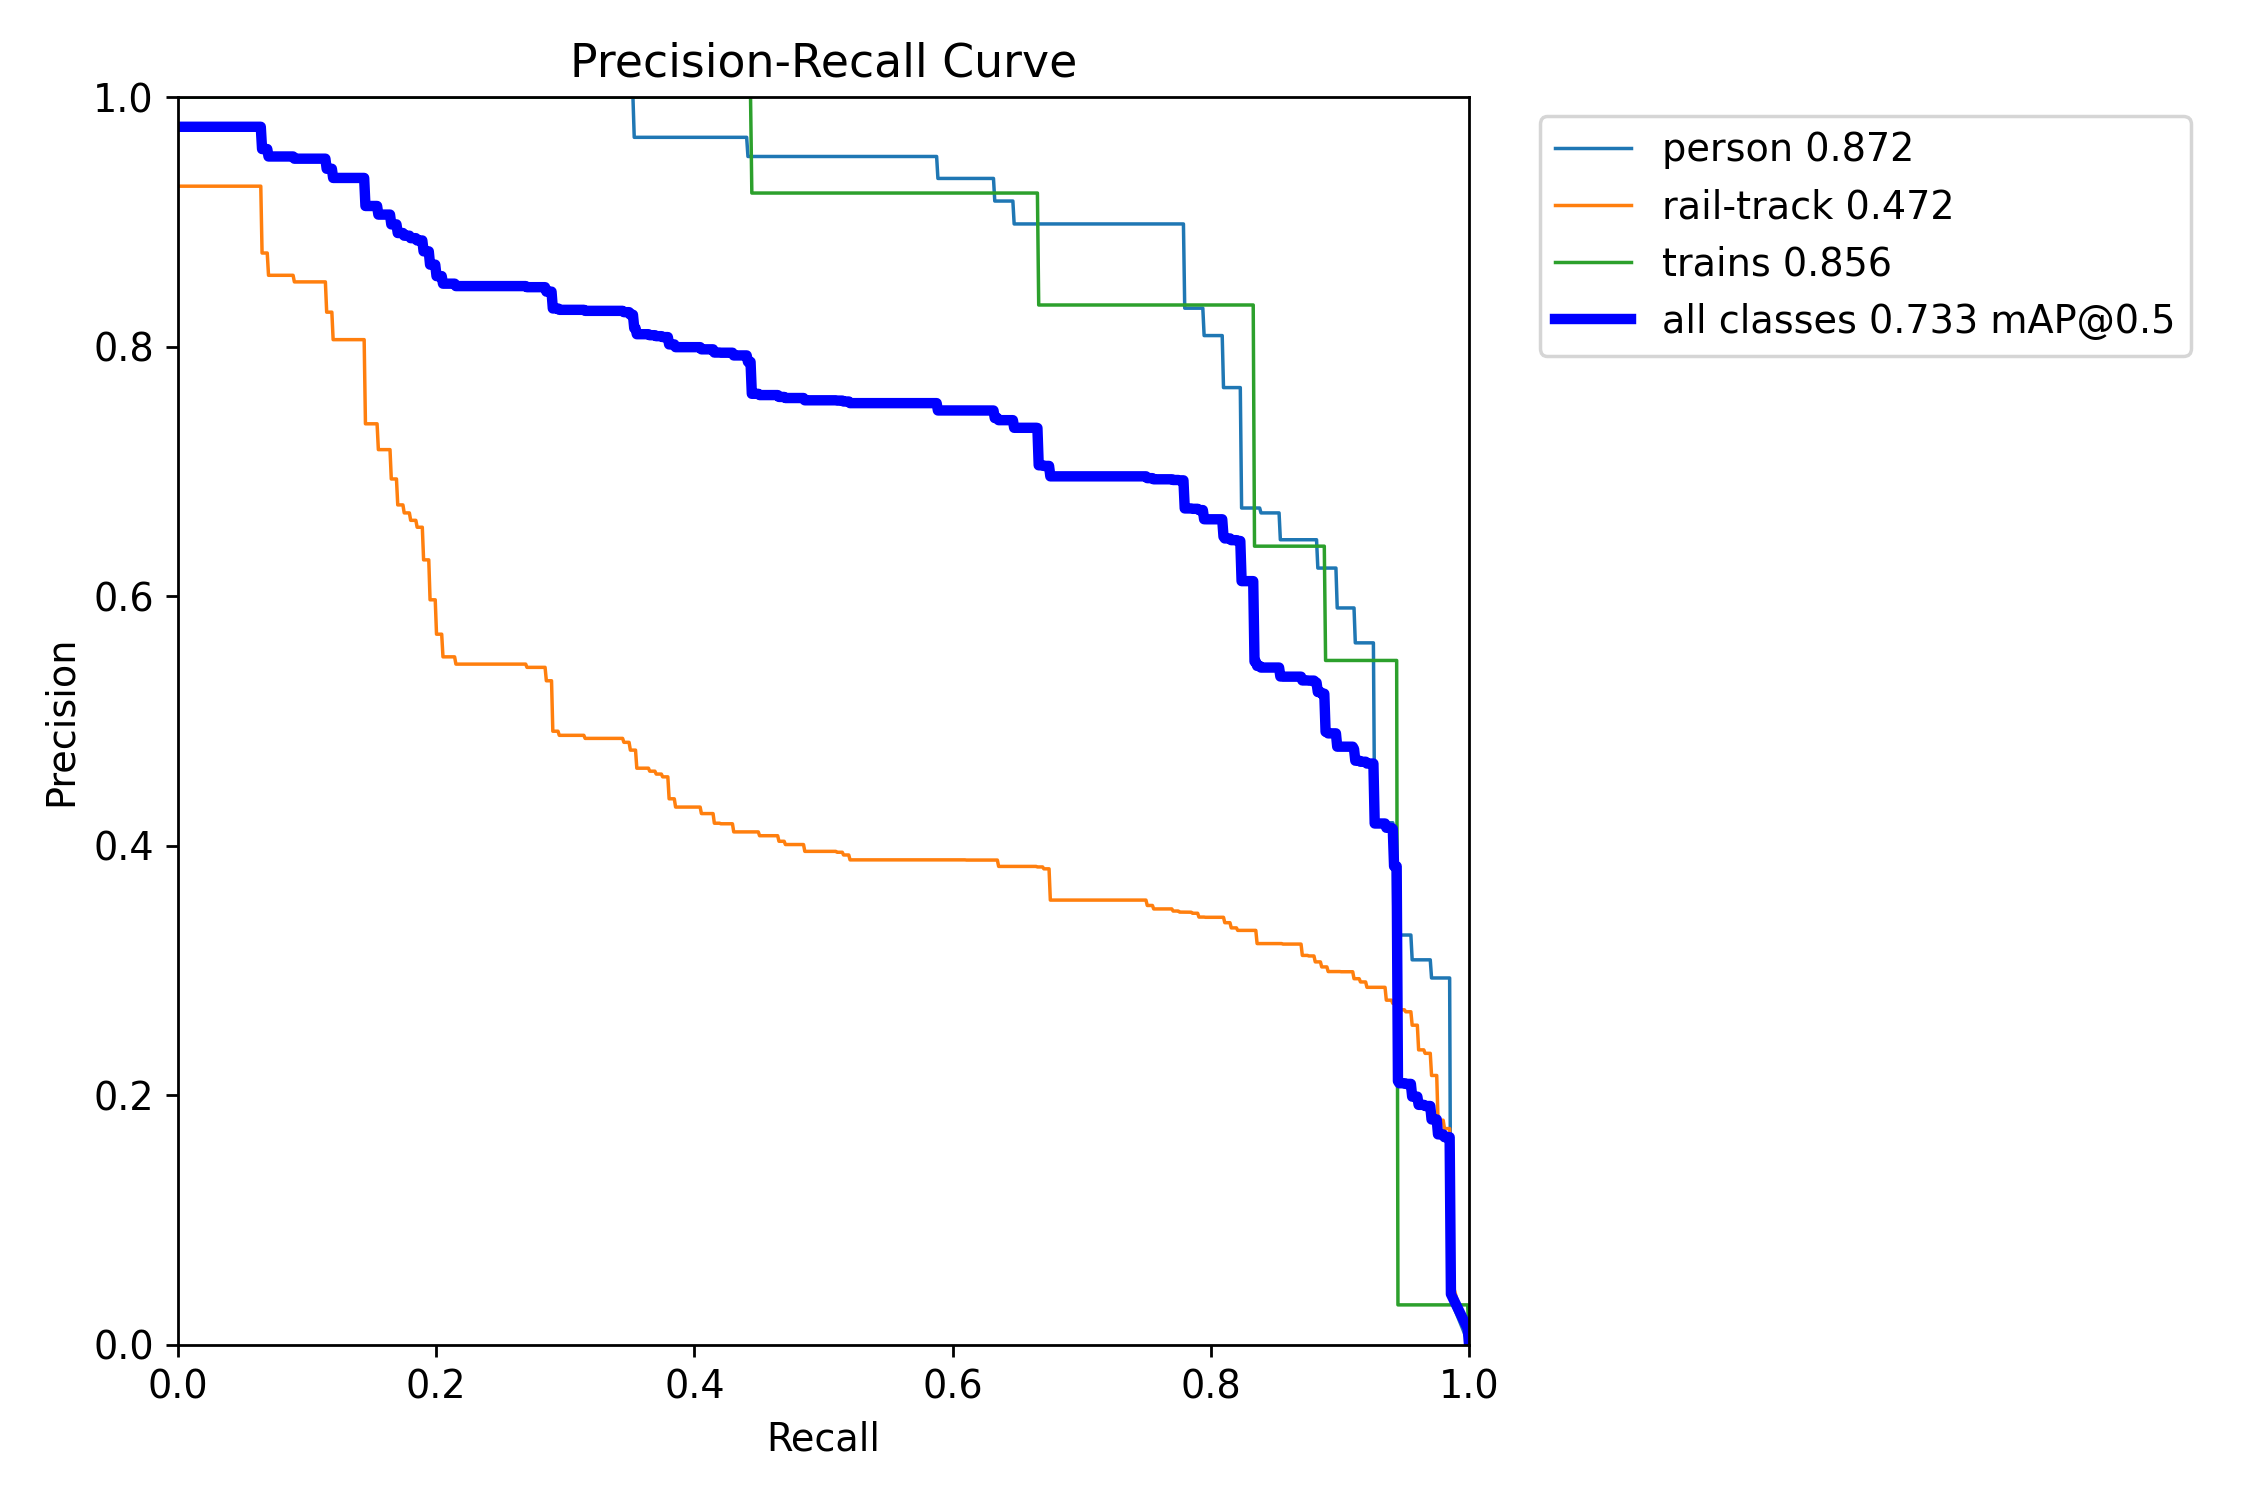 Precision-Recall Curve
1.0
0.8
0.6
0.4
0.2
0.0
Precision
0.0 0.2 0.4 0.6 0.8 1.0
Recall
person 0.872
rail-track 0.472
trains 0.856
all classes 0.733 mAP@0.5